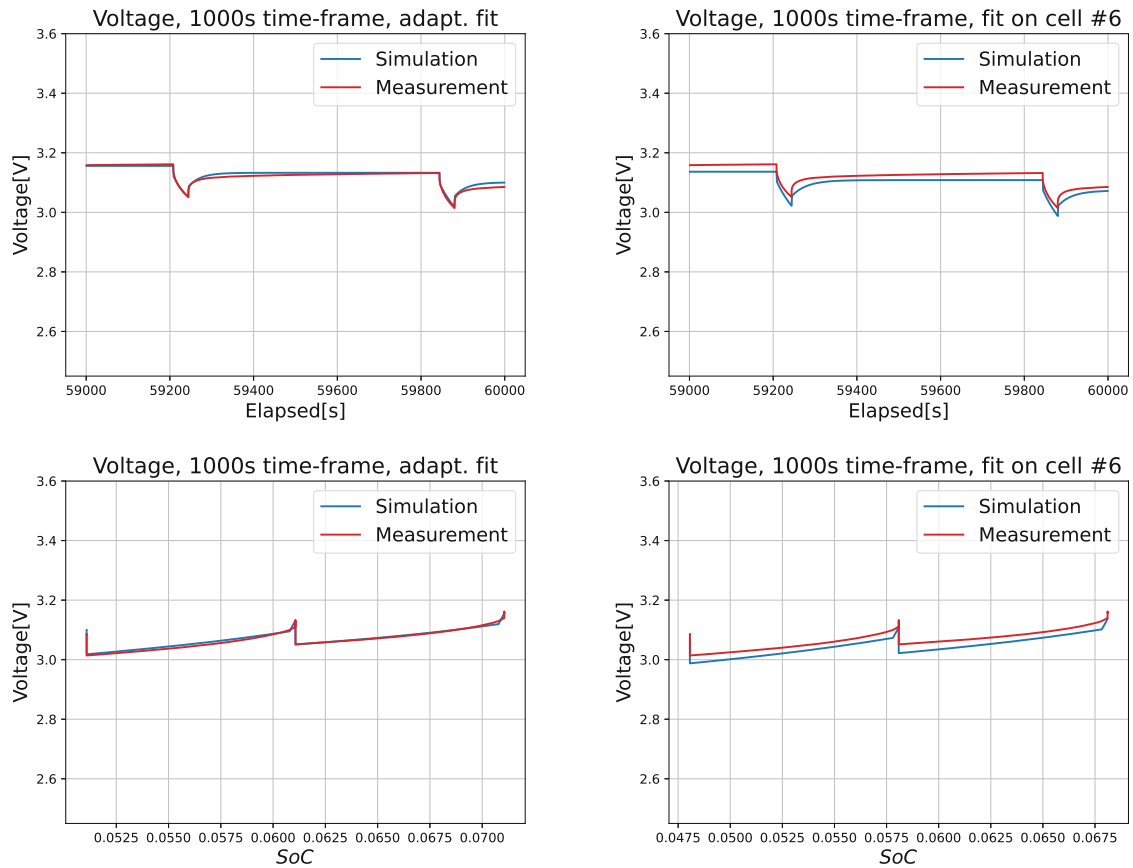 Voltage, 1000s time-frame, adapt. fit
Voltage[V]
3.6
3.4
3.2
3.0
2.8
2.6
Simulation
Measurement
59000 59200 59400 59600 59800 60000
Elapsed[s]
Voltage, 1000s time-frame, fit on cell #6
Voltage[V]
3.6
3.4
3.2
3.0
2.8
2.6
Simulation
Measurement
59000 59200 59400 59600 59800 60000
Elapsed[s]
Voltage, 1000s time-frame, adapt. fit
Voltage[V]
3.6
3.4
3.2
3.0
2.8
2.6
Simulation
Measurement
0.0525 0.0550 0.0575 0.0600 0.0625 0.0650 0.0675 0.0700
SoC
Voltage, 1000s time-frame, fit on cell #6
Voltage[V]
3.6
3.4
3.2
3.0
2.8
2.6
Simulation
Measurement
0.0475 0.0500 0.0525 0.0550 0.0575 0.0600 0.0625 0.0650 0.0675
SoC